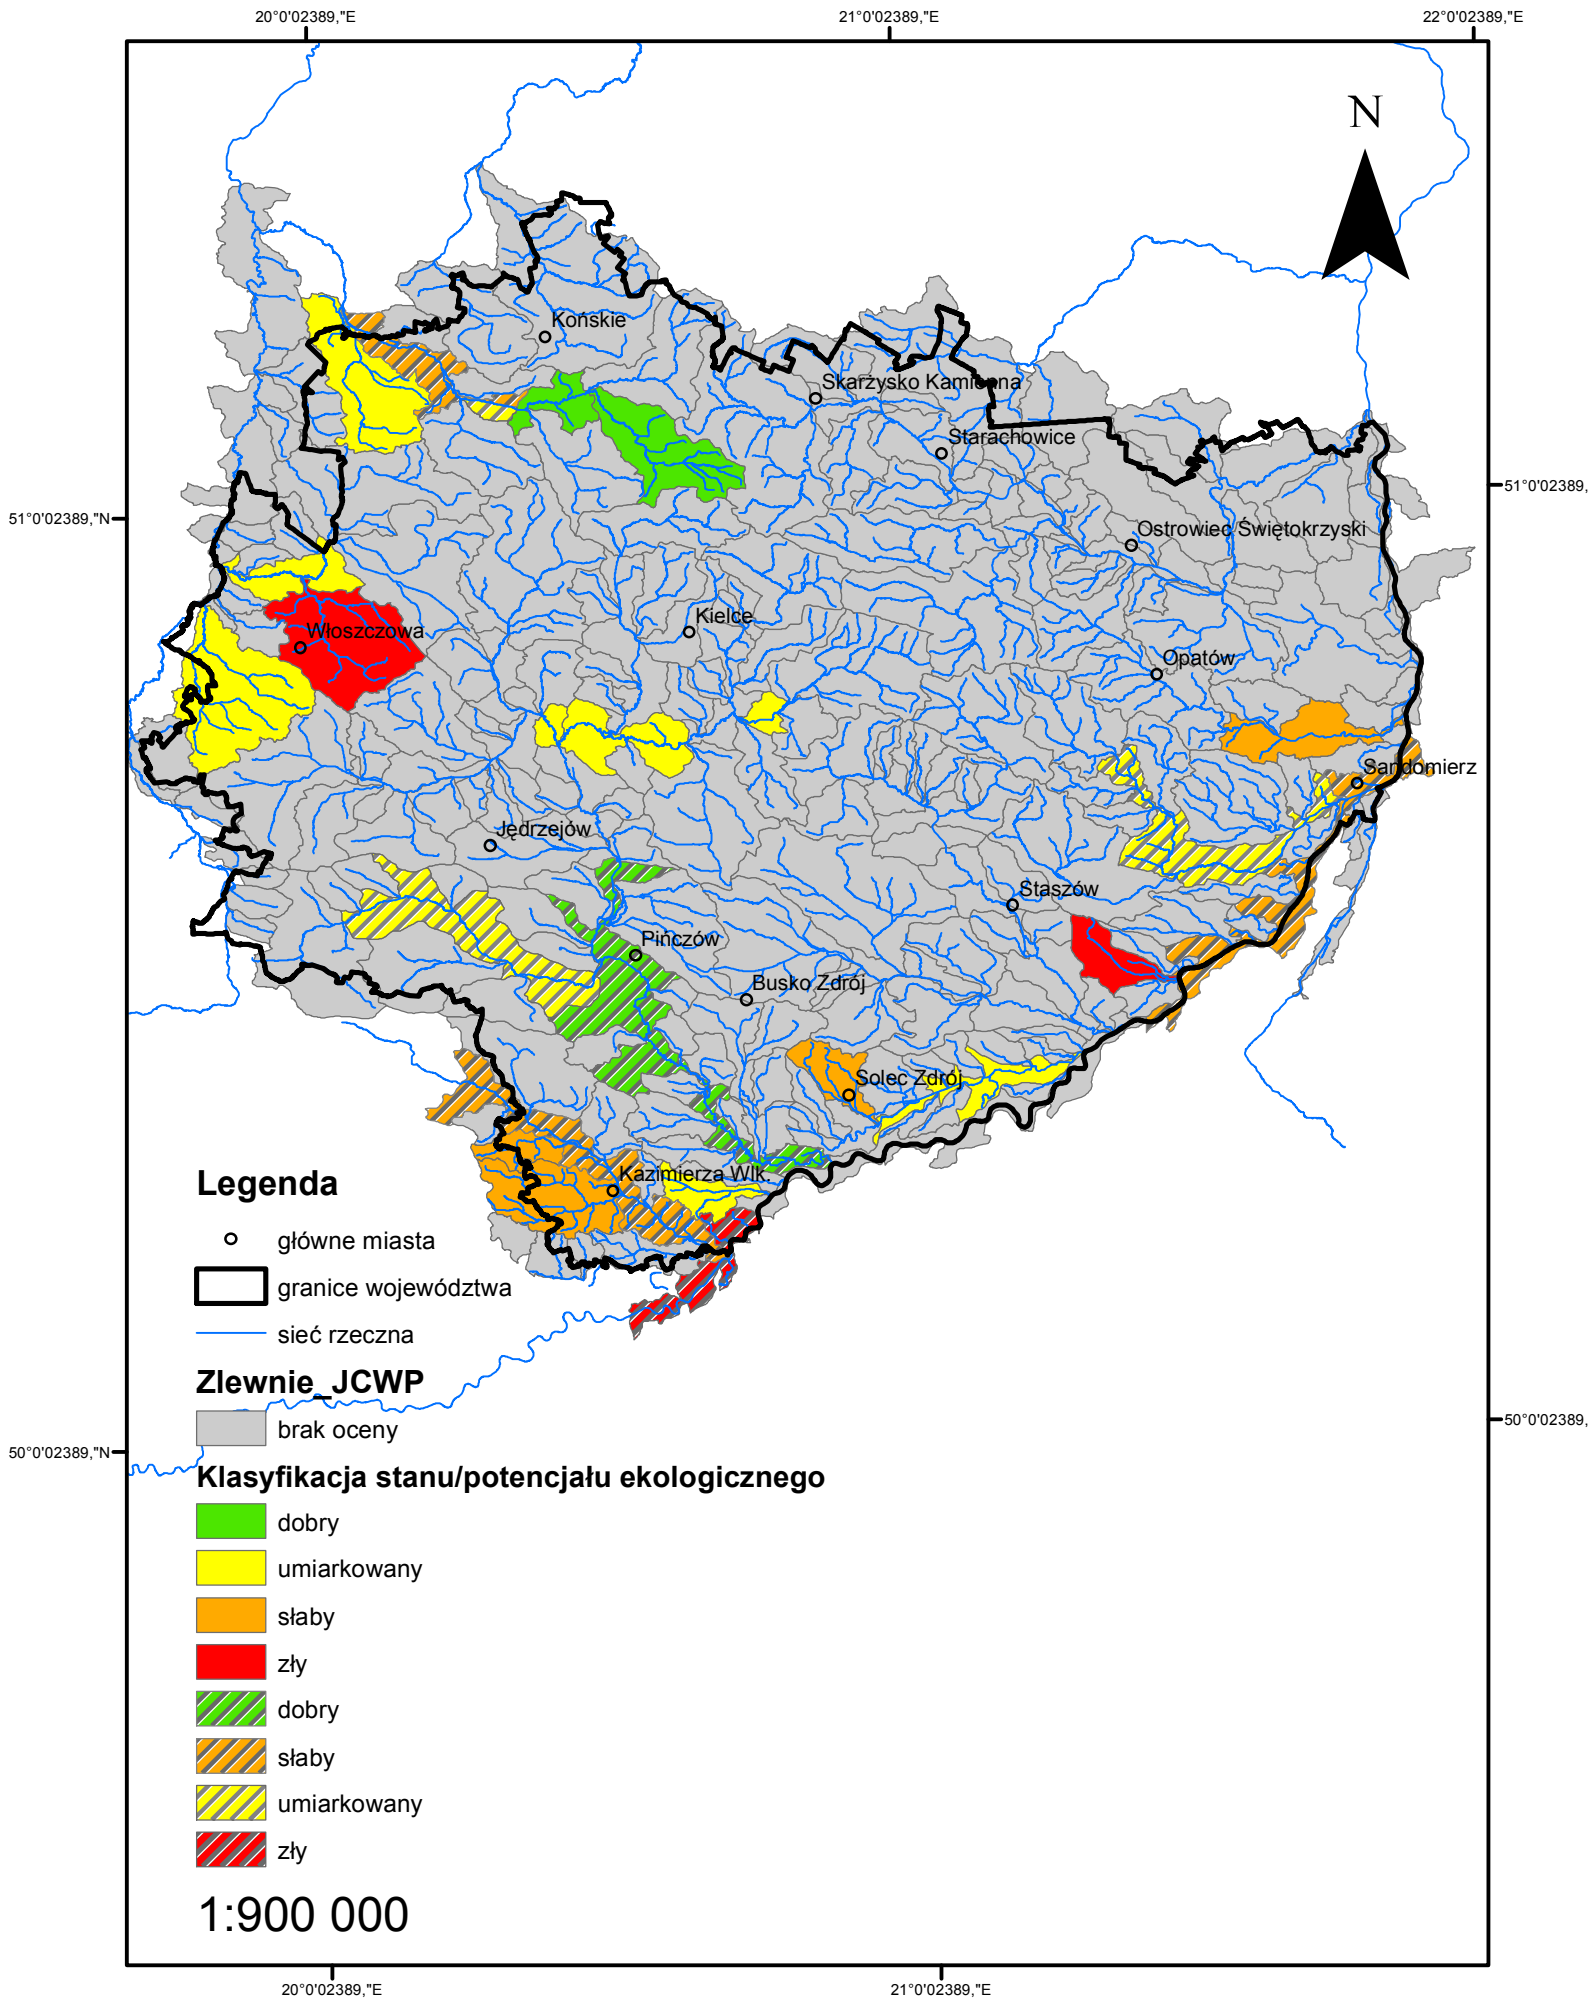 20°0'02389,"E
21°0'02389,"E
22°0'02389,"E
N
Końskie
Skarżysko Kamienna
Starachowice
51°0'02389,
51°0'02389,"N
Ostrowiec Świętokrzyski
Kielce
Włoszczowa
Opatów
Sandomierz
Jędrzejów
Staszów
Pińczów
Busko Zdrój
Solec Zdrój
Kazimierza Wlk.
Legenda
główne miasta
granice województwa
sieć rzeczna
Zlewnie_JCWP
brak oceny
50°0'02389,
50°0'02389,"N
Klasyfikacja stanu/potencjału ekologicznego
dobry
umiarkowany
słaby
zły
dobry
słaby
umiarkowany
zły
1:900 000
20°0'02389,"E
21°0'02389,"E